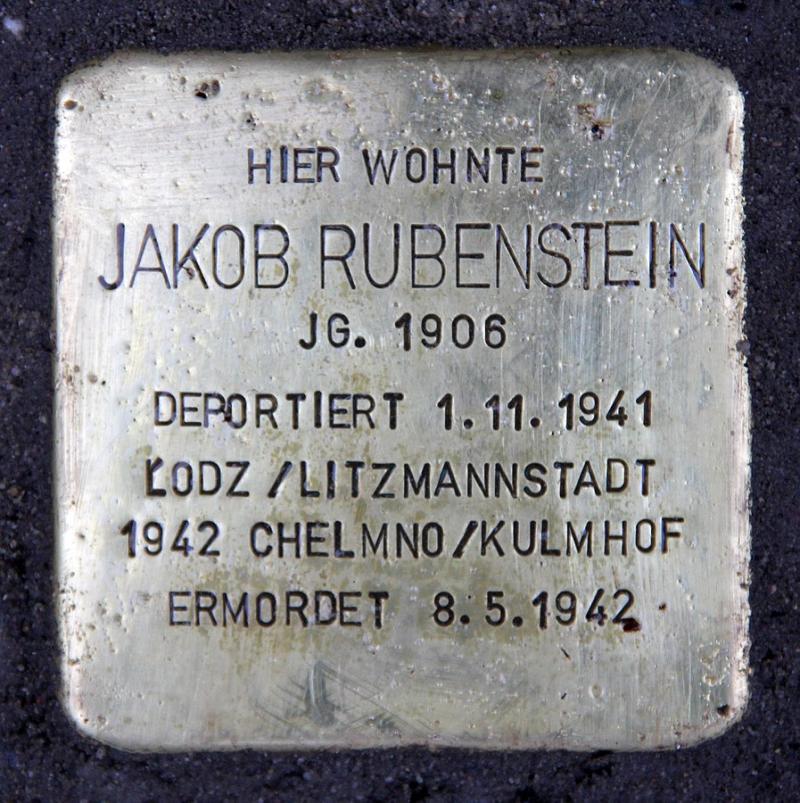 HIER WOHNTE
JAKOB RUBENSTEIN
JG. 1906
DEPORTIERT 1.11.1941
ŁODZ/LITZMANNSTADT
1942 CHELMNO/KULMHOF
ERMORDET 8.5.1942